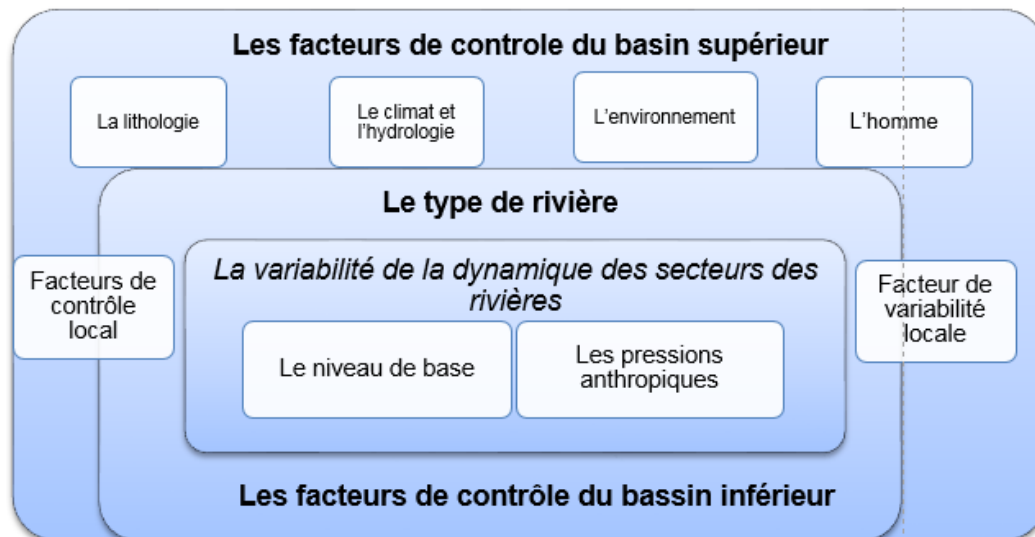 Les facteurs de controle du basin supérieur
La lithologie
Le climat et
l'hydrologie
L'environnement
L'homme
Le type de rivière
Facteurs de
contrôle
local
La variabilité de la dynamique des secteurs des
rivières
Facteur de
variabilité
locale
Le niveau de base
Les pressions
anthropiques
Les facteurs de contrôle du bassin inférieur